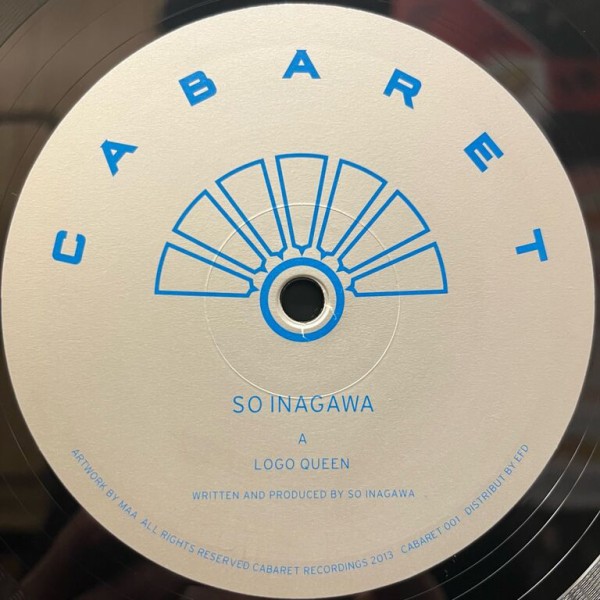 CABARET
SO INAGAWA
A
LOGO QUEEN
WRITTEN AND PRODUCED BY SO INAGAWA
ARTWORK BY MAA ALL RIGHTS RESERVED CABARET RECORDINGS 2013 CABARET 001 DISTRIBUT BY EFD